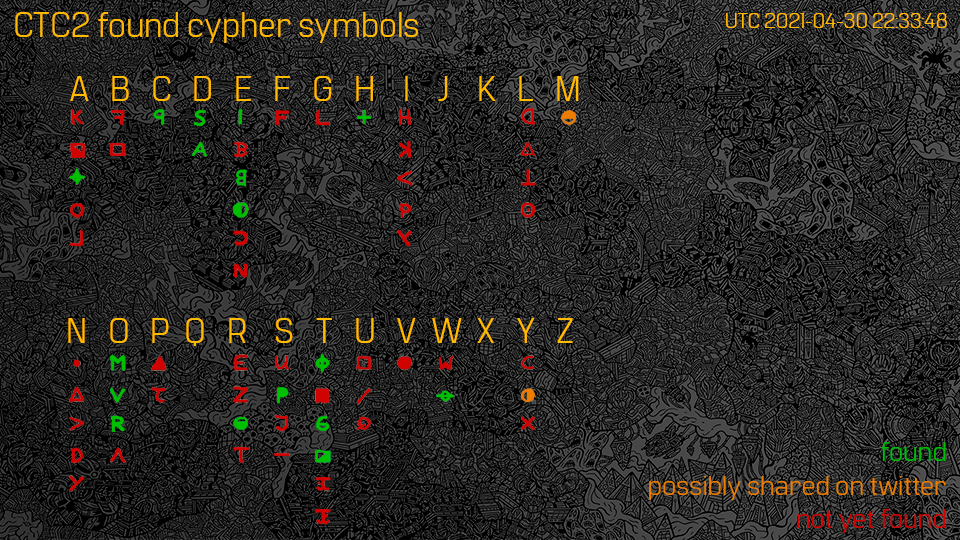 CTC2 found cypher symbols
UTC 2021-04-30 22:33:48
A B C D E F G H I J K L M
N O P Q R S T U V W X Y Z
found
possibly shared on twitter
not yet found